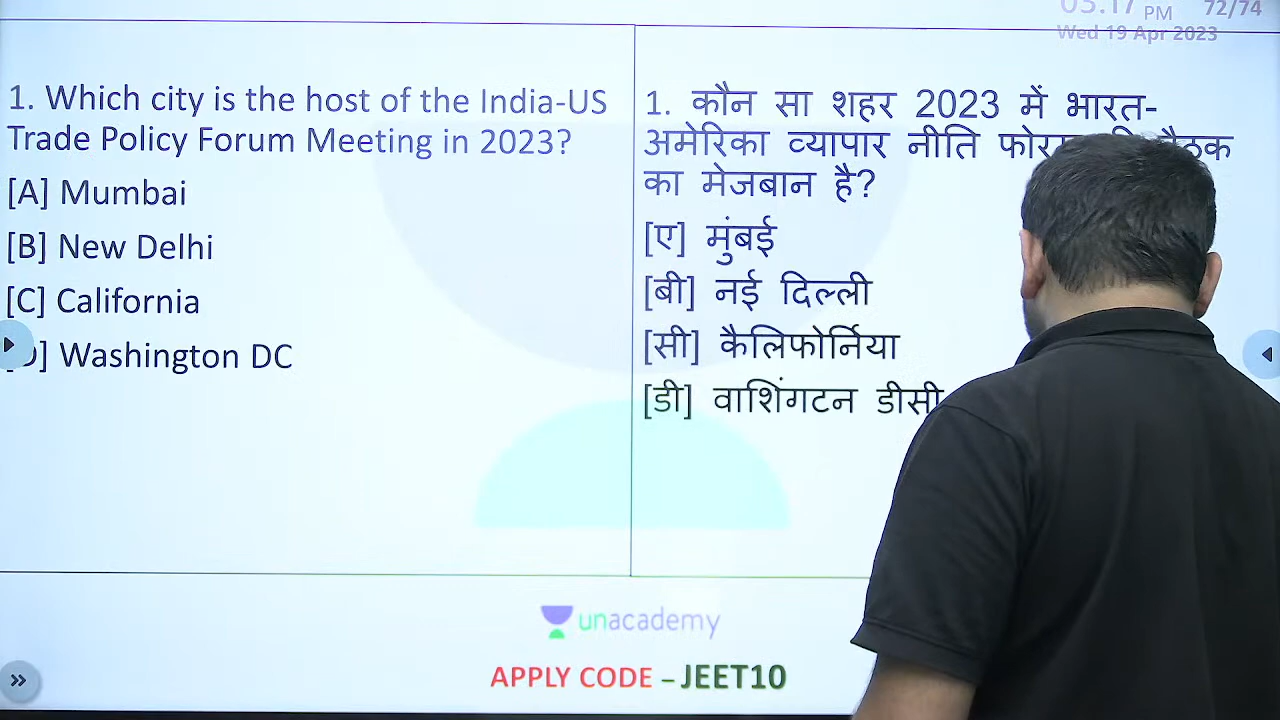 05.17 PM 72/74
Wed 19 Apr 2023
1. Which city is the host of the India-US
Trade Policy Forum Meeting in 2023?
[A] Mumbai
[B] New Delhi
[C] California
[D] Washington DC
1. कौन सा शहर 2023 में भारत-
अमेरिका व्यापार नीति
का मेजबान है?
[ए] मुंबई
[बी] नई दिल्ली
[सी] कैलिफोर्निया
[डी] वाशिंगटन डीसी
unacademy
APPLY CODE – JEET10